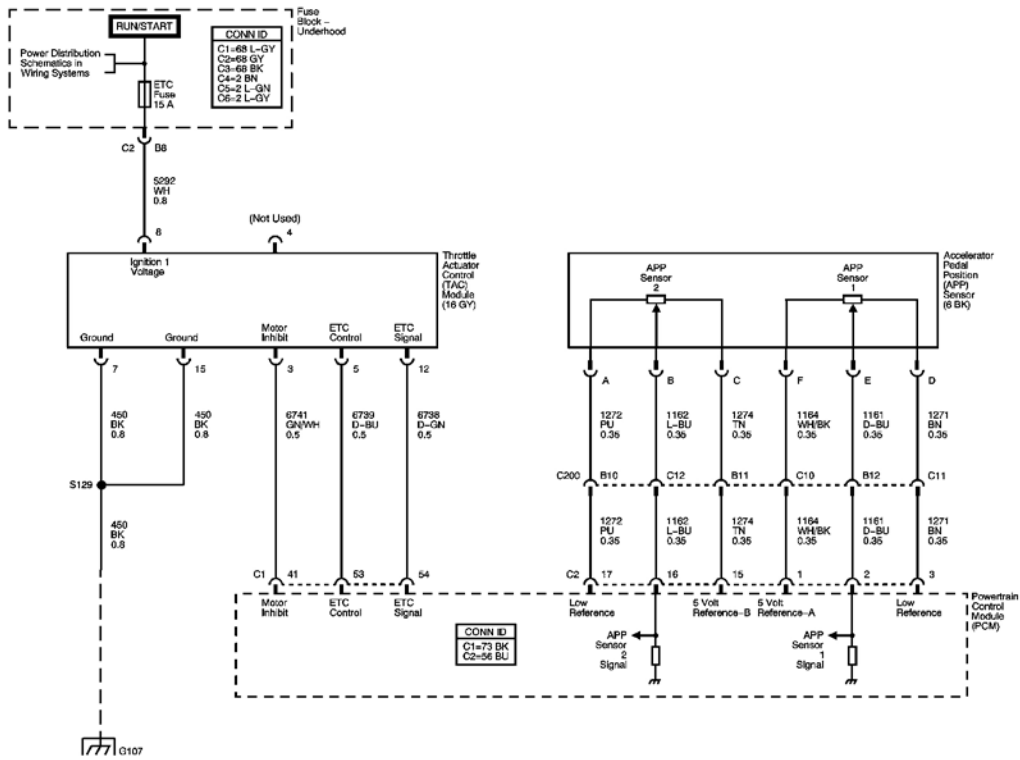 Fuse
Block –
Underhood
RUN/START
CONN ID
C1=68 L-GY
C2=68 GY
C3=68 BK
C4=2 BN
C5=2 L-GN
C6=2 L-GY
Power Distribution
Schematics in
Wiring Systems
ETC
Fuse
15 A
C2 B8
5292
WH
0.8
(Not Used)
8 4
Ignition 1
Voltage
Throttle
Actuator
Control
(TAC)
Module
(16 GY)
Ground
Ground
Motor
Inhibit
ETC
Control
ETC
Signal
7 15 3 5 12
APP
Sensor
2
APP
Sensor
1
Accelerator
Pedal
Position
(APP)
Sensor
(6 BK)
A B C F E D
450
BK
0.8
450
BK
0.8
6741
GN/WH
0.5
6739
D-BU
0.5
6738
D-GN
0.5
1272
PU
0.35
1162
L-BU
0.35
1274
TN
0.35
1164
WH/BK
0.35
1161
D-BU
0.35
1271
BN
0.35
S129
C200 B10 C12 B11 C10 B12 C11
450
BK
0.8
1272
PU
0.35
1162
L-BU
0.35
1274
TN
0.35
1164
WH/BK
0.35
1161
D-BU
0.35
1271
BN
0.35
C1 41 53 54 C2 17 16 15 1 2 3
Motor
Inhibit
ETC
Control
ETC
Signal
Low
Reference
5 Volt
Reference-B
5 Volt
Reference-A
Low
Reference
Powertrain
Control
Module
(PCM)
CONN ID
C1=73 BK
C2=56 BU
APP
Sensor
2
Signal
APP
Sensor
1
Signal
G107